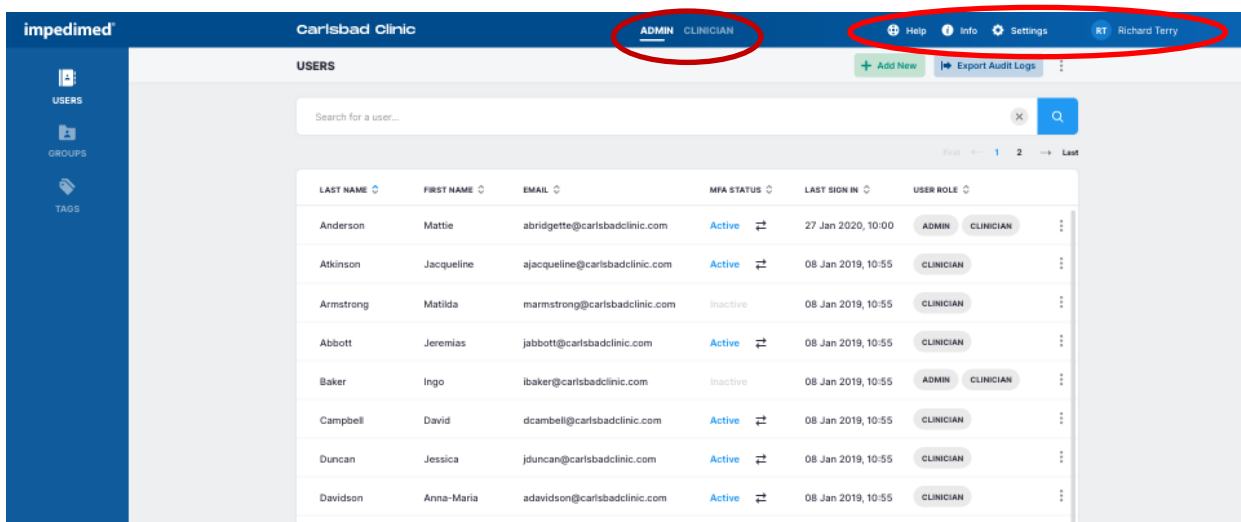 impedimed®
Carlsbad Clinic
ADMIN CLINICIAN
Help Info Settings
RT Richard Terry
USERS
GROUPS
TAGS
USERS
Add New
Export Audit Logs
Search for a user...
First 1 2 Last
LAST NAME FIRST NAME EMAIL MFA STATUS LAST SIGN IN USER ROLE
Anderson Mattie abridgette@carlsbadclinic.com Active 27 Jan 2020, 10:00 ADMIN CLINICIAN
Atkinson Jacqueline ajacqueline@carlsbadclinic.com Active 08 Jan 2019, 10:55 CLINICIAN
Armstrong Matilda marmstrong@carlsbadclinic.com Inactive 08 Jan 2019, 10:55 CLINICIAN
Abbott Jeremias jabbott@carlsbadclinic.com Active 08 Jan 2019, 10:55 CLINICIAN
Baker Ingo ibaker@carlsbadclinic.com Inactive 08 Jan 2019, 10:55 ADMIN CLINICIAN
Campbell David dcambell@carlsbadclinic.com Active 08 Jan 2019, 10:55 CLINICIAN
Duncan Jessica jduncan@carlsbadclinic.com Active 08 Jan 2019, 10:55 CLINICIAN
Davidson Anna-Maria adavidson@carlsbadclinic.com Active 08 Jan 2019, 10:55 CLINICIAN